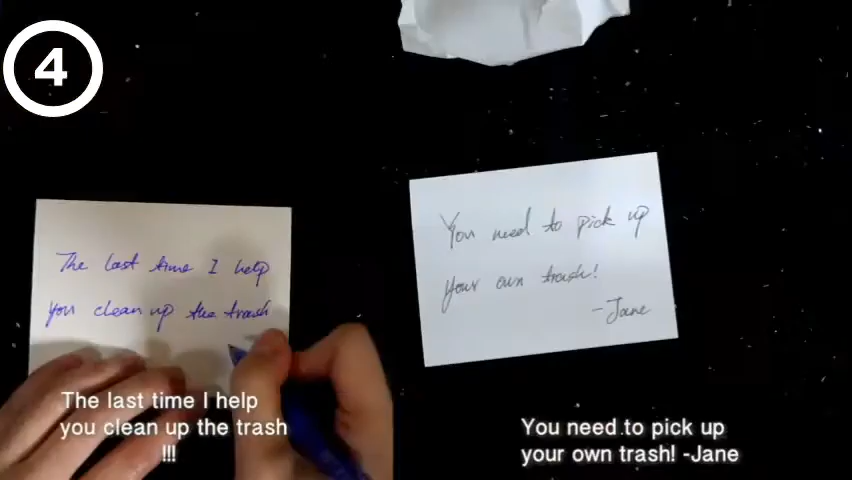 4
The last time I help
you clean up the trash
You need to pick up
your own trash!
-Jane
The last time I help
you clean up the trash
!!!
You need to pick up
your own trash! -Jane